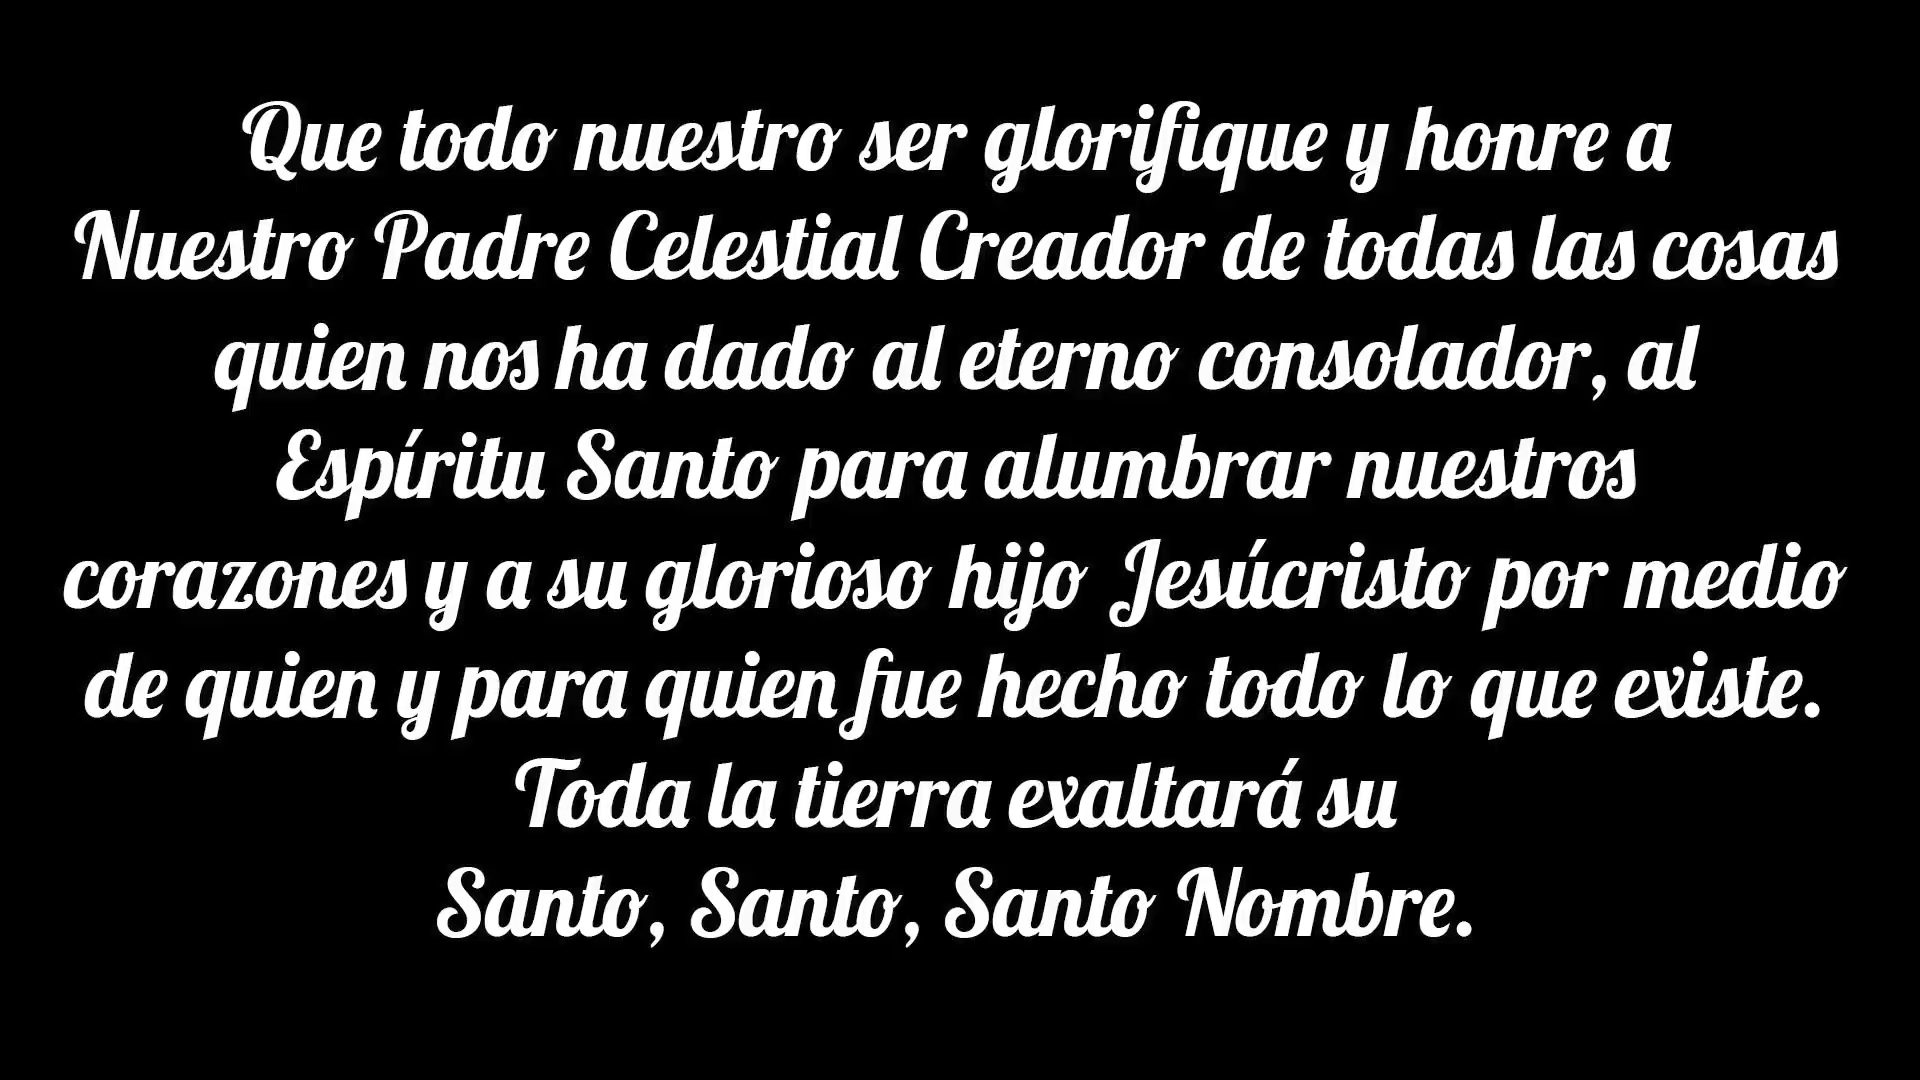 Que todo nuestro ser glorifique y honre a
Nuestro Padre Celestial Creador de todas las cosas
quien nos ha dado al eterno consolador, al
Espíritu Santo para alumbrar nuestros
corazones y a su glorioso hijo Jesúcristo por medio
de quien y para quien fue hecho todo lo que existe.
Toda la tierra exaltará su
Santo, Santo, Santo Nombre.